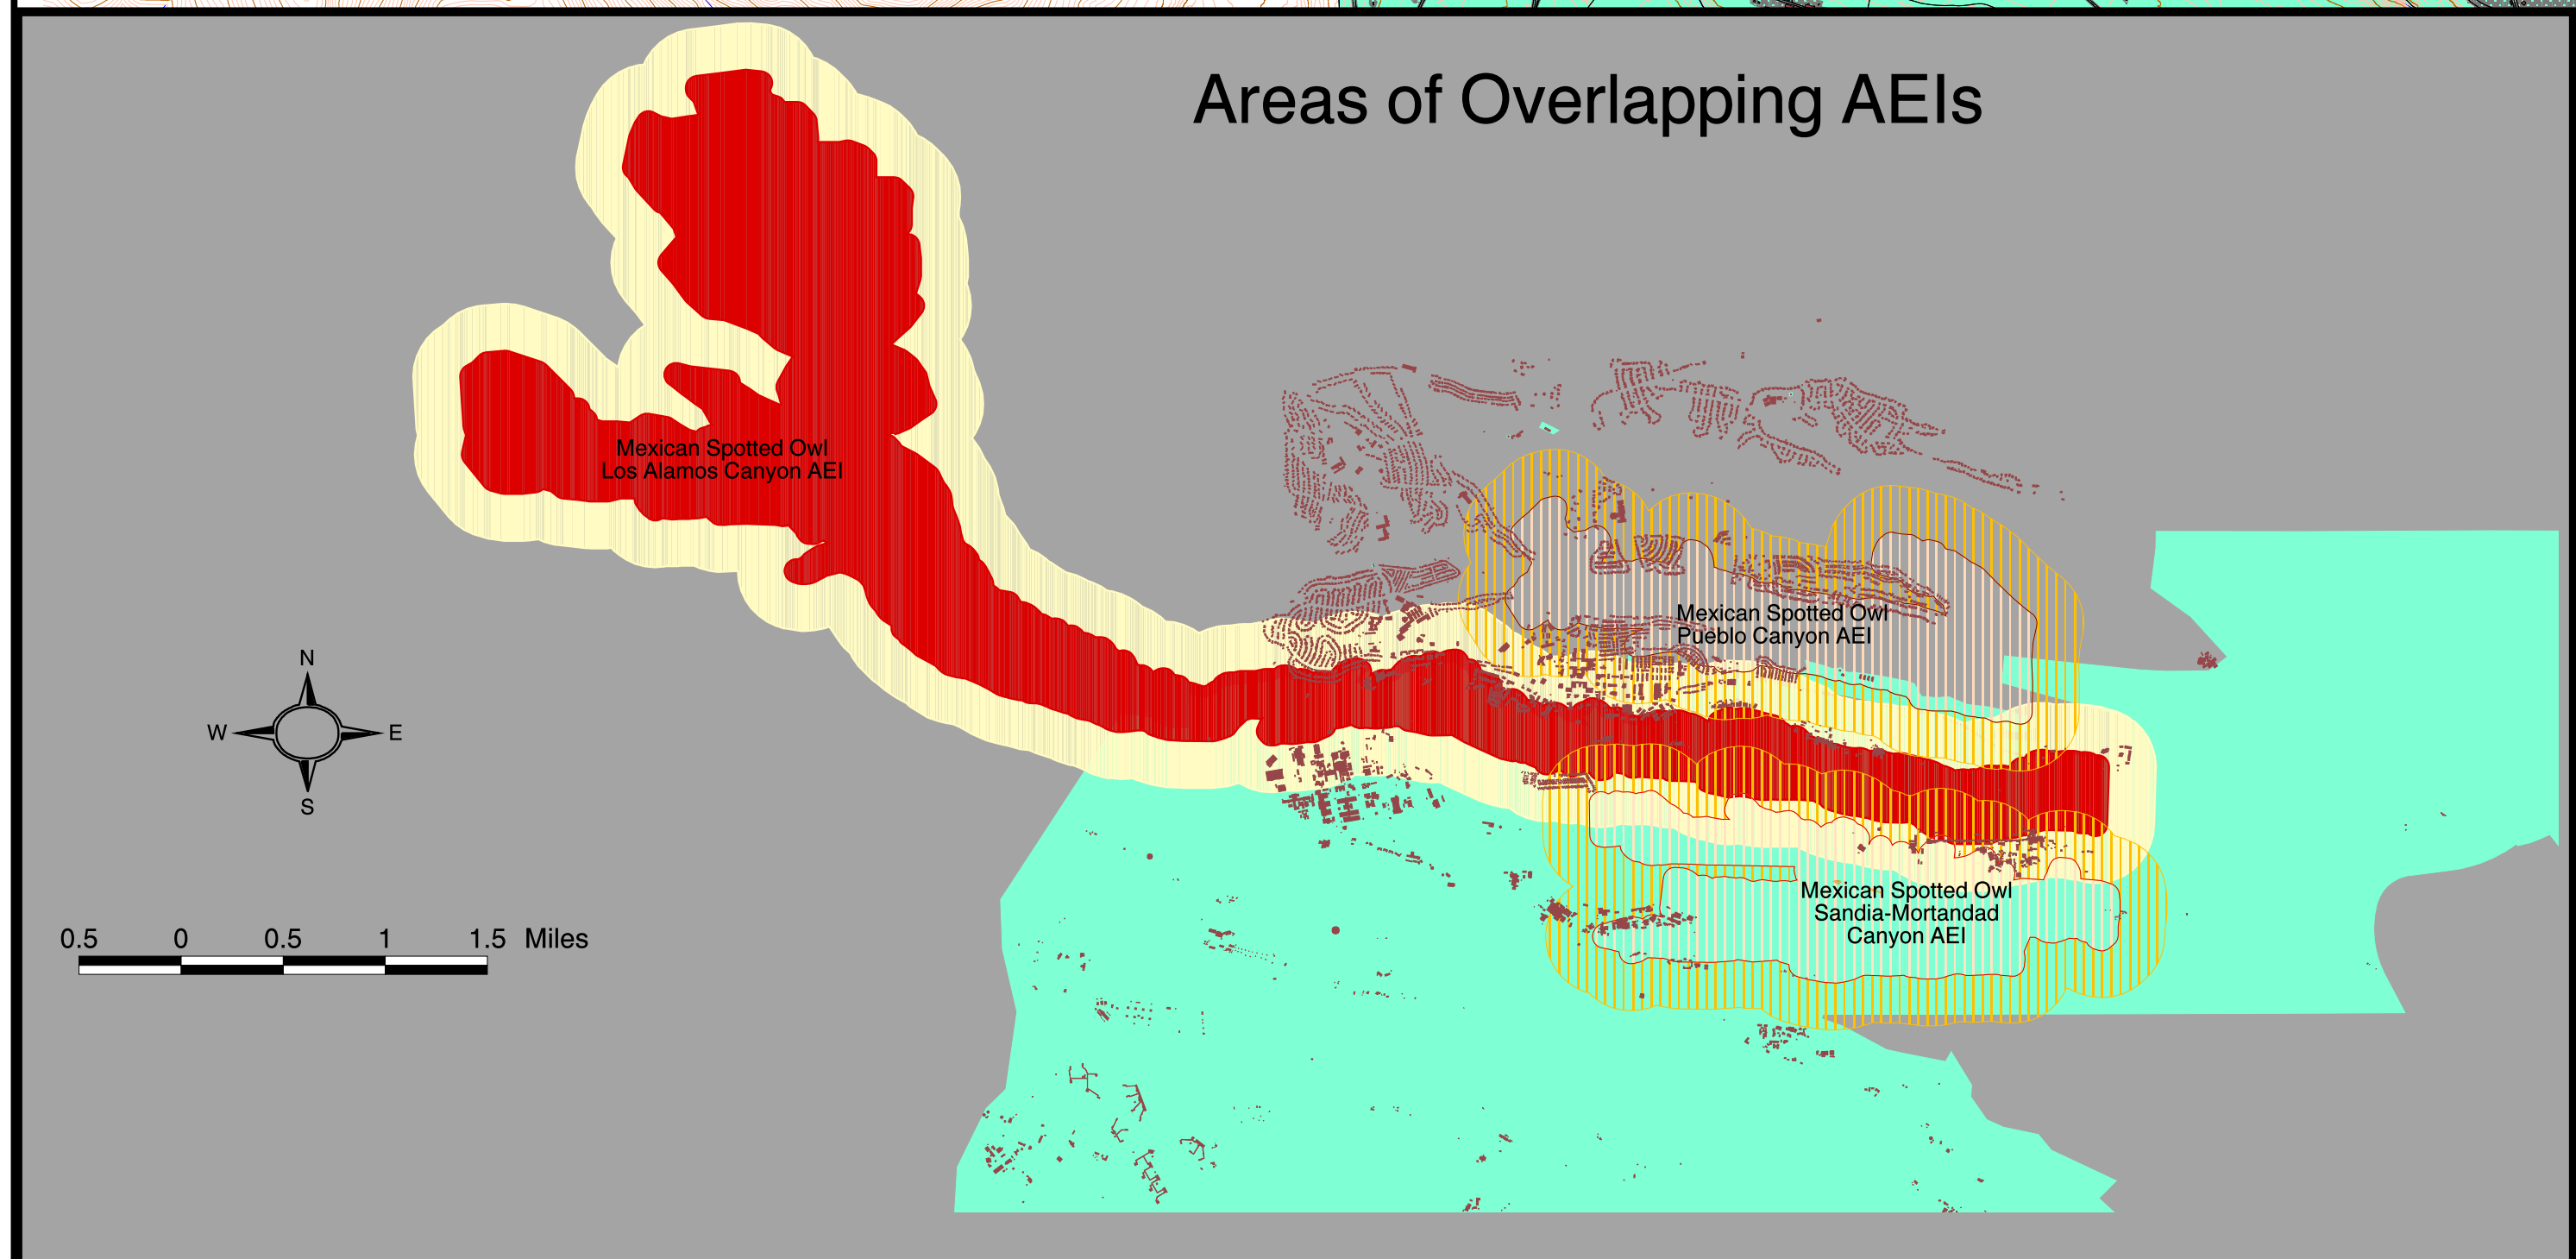 Areas of Overlapping AEIs
Mexican Spotted Owl
Los Alamos Canyon AEI
Mexican Spotted Owl
Pueblo Canyon AEI
N
W
E
S
Mexican Spotted Owl
Sandia-Mortandad
Canyon AEI
0.5 0 0.5 1 1.5 Miles